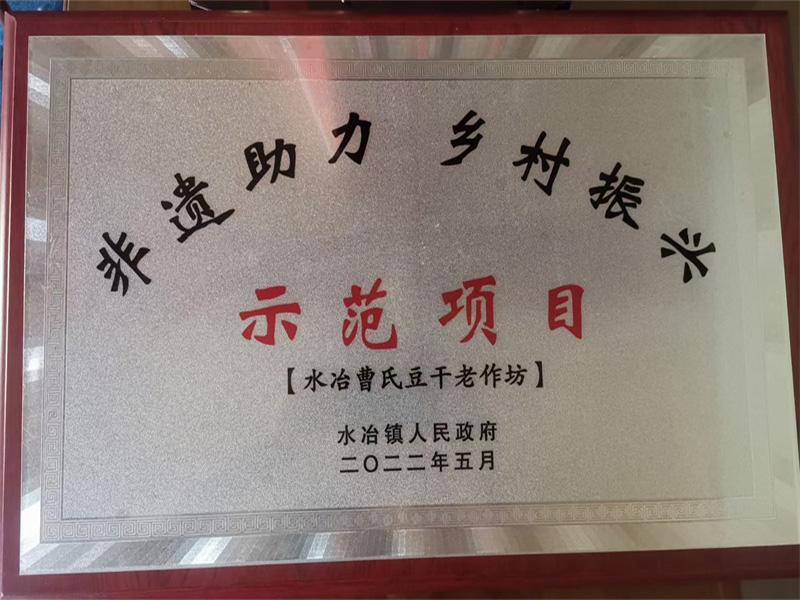 非遗助力 乡村振兴
示范项目
【水冶曹氏豆干老作坊】
水冶镇人民政府
二〇二二年五月